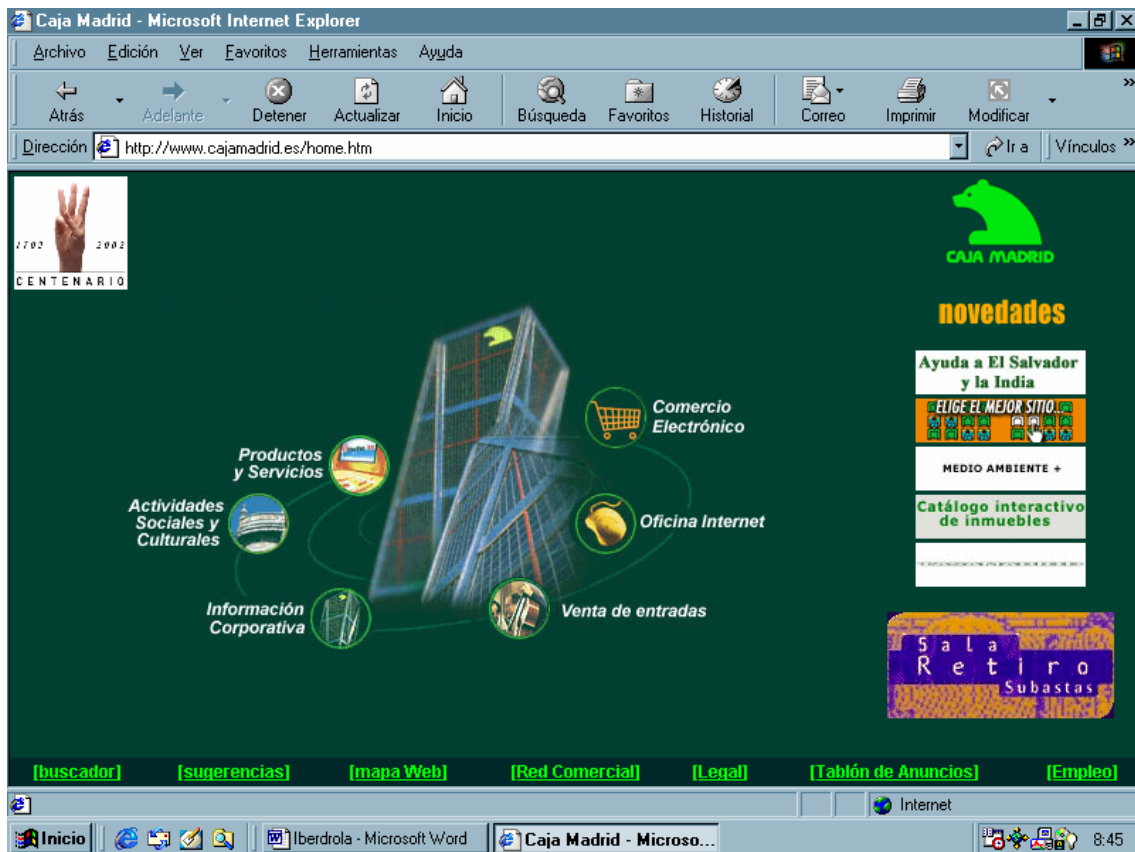 Caja Madrid - Microsoft Internet Explorer
Archivo Edición Ver Favoritos Herramientas Ayuda
Atrás Adelante Detener Actualizar Inicio Búsqueda Favoritos Historial Correo Imprimir Modificar »
Dirección http://www.cajamadrid.es/home.htm Ir a Vínculos »
1702 2002
CENTENARIO
CAJA MADRID
novedades
Ayuda a El Salvador
y la India
ELIGE EL MEJOR SITIO...
MEDIO AMBIENTE +
Catálogo interactivo
de inmuebles
Sala
Retiro
Subastas
Comercio
Electrónico
Productos
y Servicios
Actividades
Sociales y
Culturales
Oficina Internet
Información
Corporativa
Venta de entradas
[buscador] [sugerencias] [mapa Web] [Red Comercial] [Legal] [Tablón de Anuncios] [Empleo]
Internet
Inicio Iberdrola - Microsoft Word Caja Madrid - Microso... 8:45